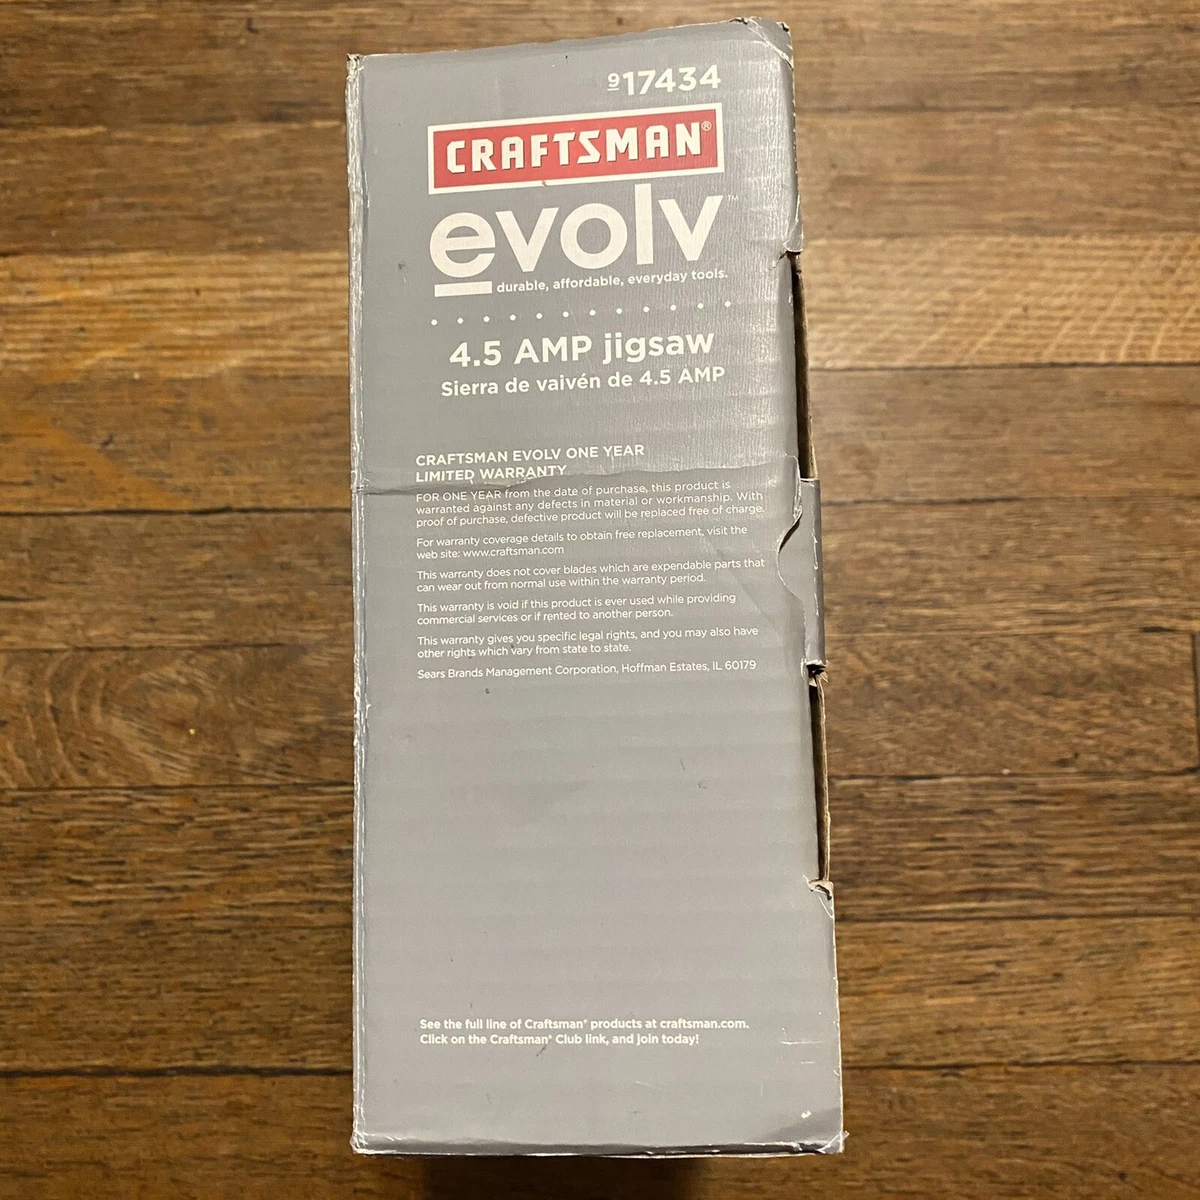 917434
CRAFTSMAN®
evolv™
durable, affordable, everyday tools.
4.5 AMP jigsaw
Sierra de vaivén de 4.5 AMP
CRAFTSMAN EVOLV ONE YEAR
LIMITED WARRANTY
FOR ONE YEAR from the date of purchase, this product is
warranted against any defects in material or workmanship. With
proof of purchase, defective product will be replaced free of charge.
For warranty coverage details to obtain free replacement, visit the
web site: www.craftsman.com
This warranty does not cover blades which are expendable parts that
can wear out from normal use within the warranty period.
This warranty is void if this product is ever used while providing
commercial services or if rented to another person.
This warranty gives you specific legal rights, and you may also have
other rights which vary from state to state.
Sears Brands Management Corporation, Hoffman Estates, IL 60179
See the full line of Craftsman® products at craftsman.com.
Click on the Craftsman® Club link, and join today!